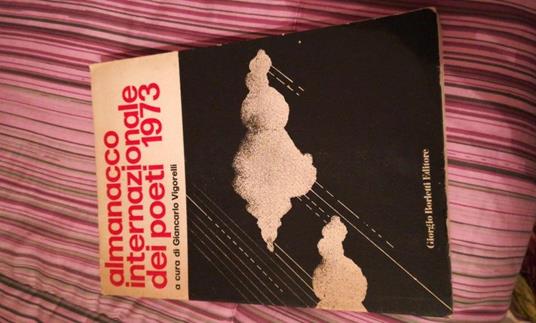 almanacco
internazionale
dei poeti 1973
a cura di Giancarlo Vigorelli
Giorgio Borletti Editore